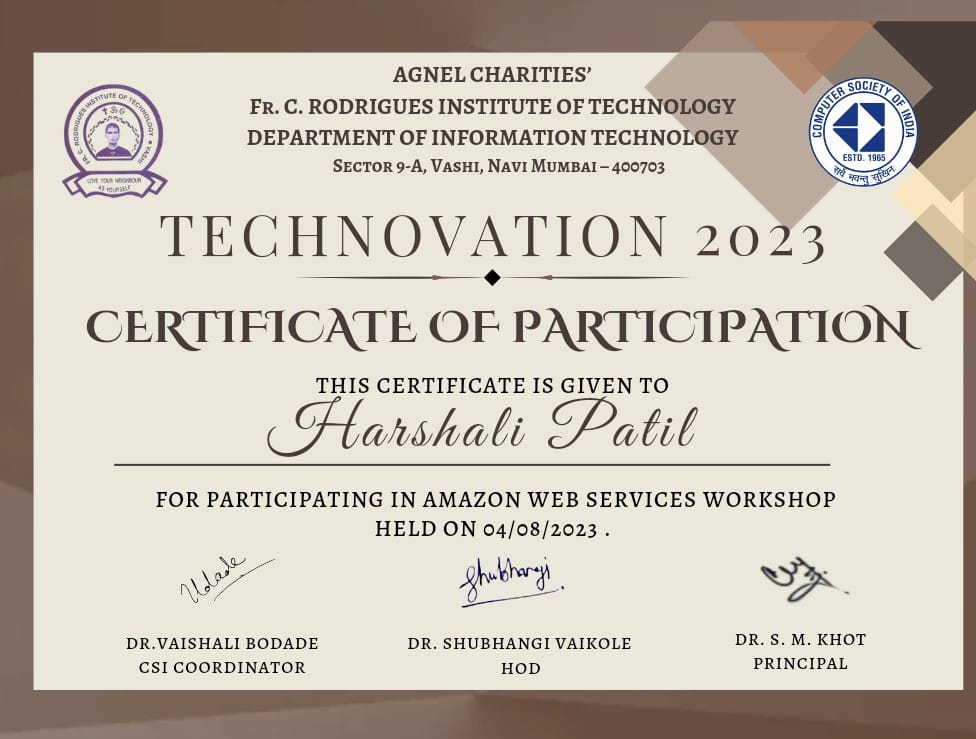 AGNEL CHARITIES'
FR. C. RODRIGUES INSTITUTE OF TECHNOLOGY
DEPARTMENT OF INFORMATION TECHNOLOGY
SECTOR 9-A, VASHI, NAVI MUMBAI – 400703
FR. C. RODRIGUES INSTITUTE OF TECHNOLOGY • VASHI
LOVE YOUR NEIGHBOUR
AS YOURSELF
COMPUTER SOCIETY OF INDIA
ESTD. 1965
सर्वे भवन्तु सुखिन
TECHNOVATION 2023
CERTIFICATE OF PARTICIPATION
THIS CERTIFICATE IS GIVEN TO
Harshali Patil
FOR PARTICIPATING IN AMAZON WEB SERVICES WORKSHOP
HELD ON 04/08/2023 .
Udade
Shubhangi
DR.VAISHALI BODADE
CSI COORDINATOR
DR. SHUBHANGI VAIKOLE
HOD
DR. S. M. KHOT
PRINCIPAL